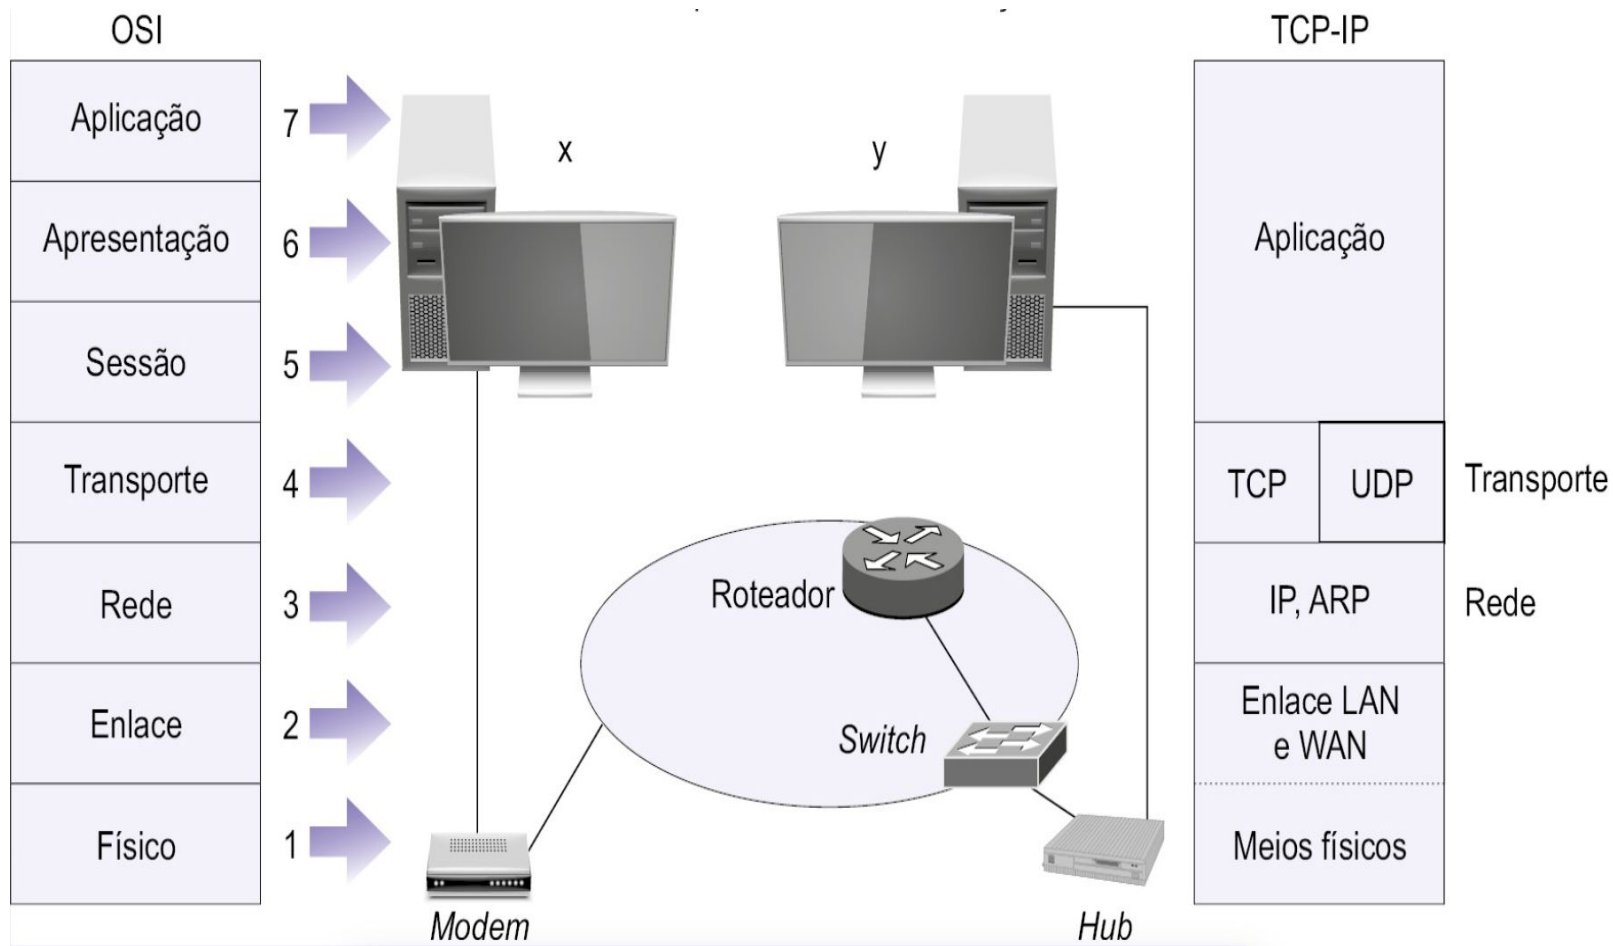 OSI
TCP-IP
Aplicação
7
x
y
Aplicação
Apresentação
6
Sessão
5
Transporte
4
TCP
UDP
Transporte
Rede
3
Roteador
IP, ARP
Rede
Enlace
2
Switch
Enlace LAN
e WAN
Físico
1
Meios físicos
Modem
Hub